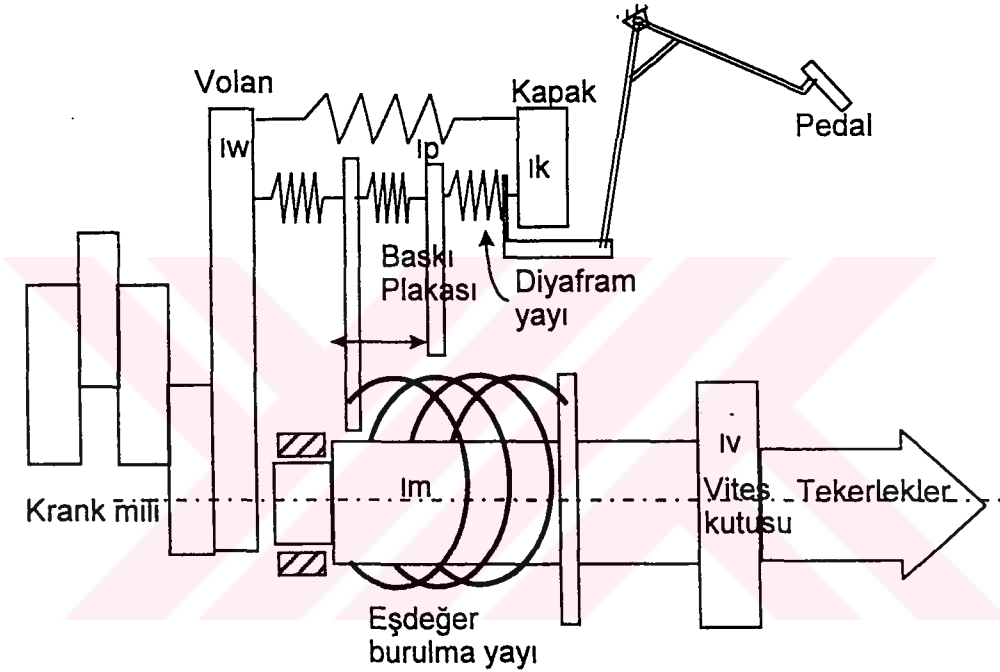 Volan
Kapak
Pedal
Iw
Ip
Ik
Baskı
Plakası
Diyafram
yayı
Krank mili
Im
Iv
Vites
kutusu
Tekerlekler
Eşdeğer
burulma yayı